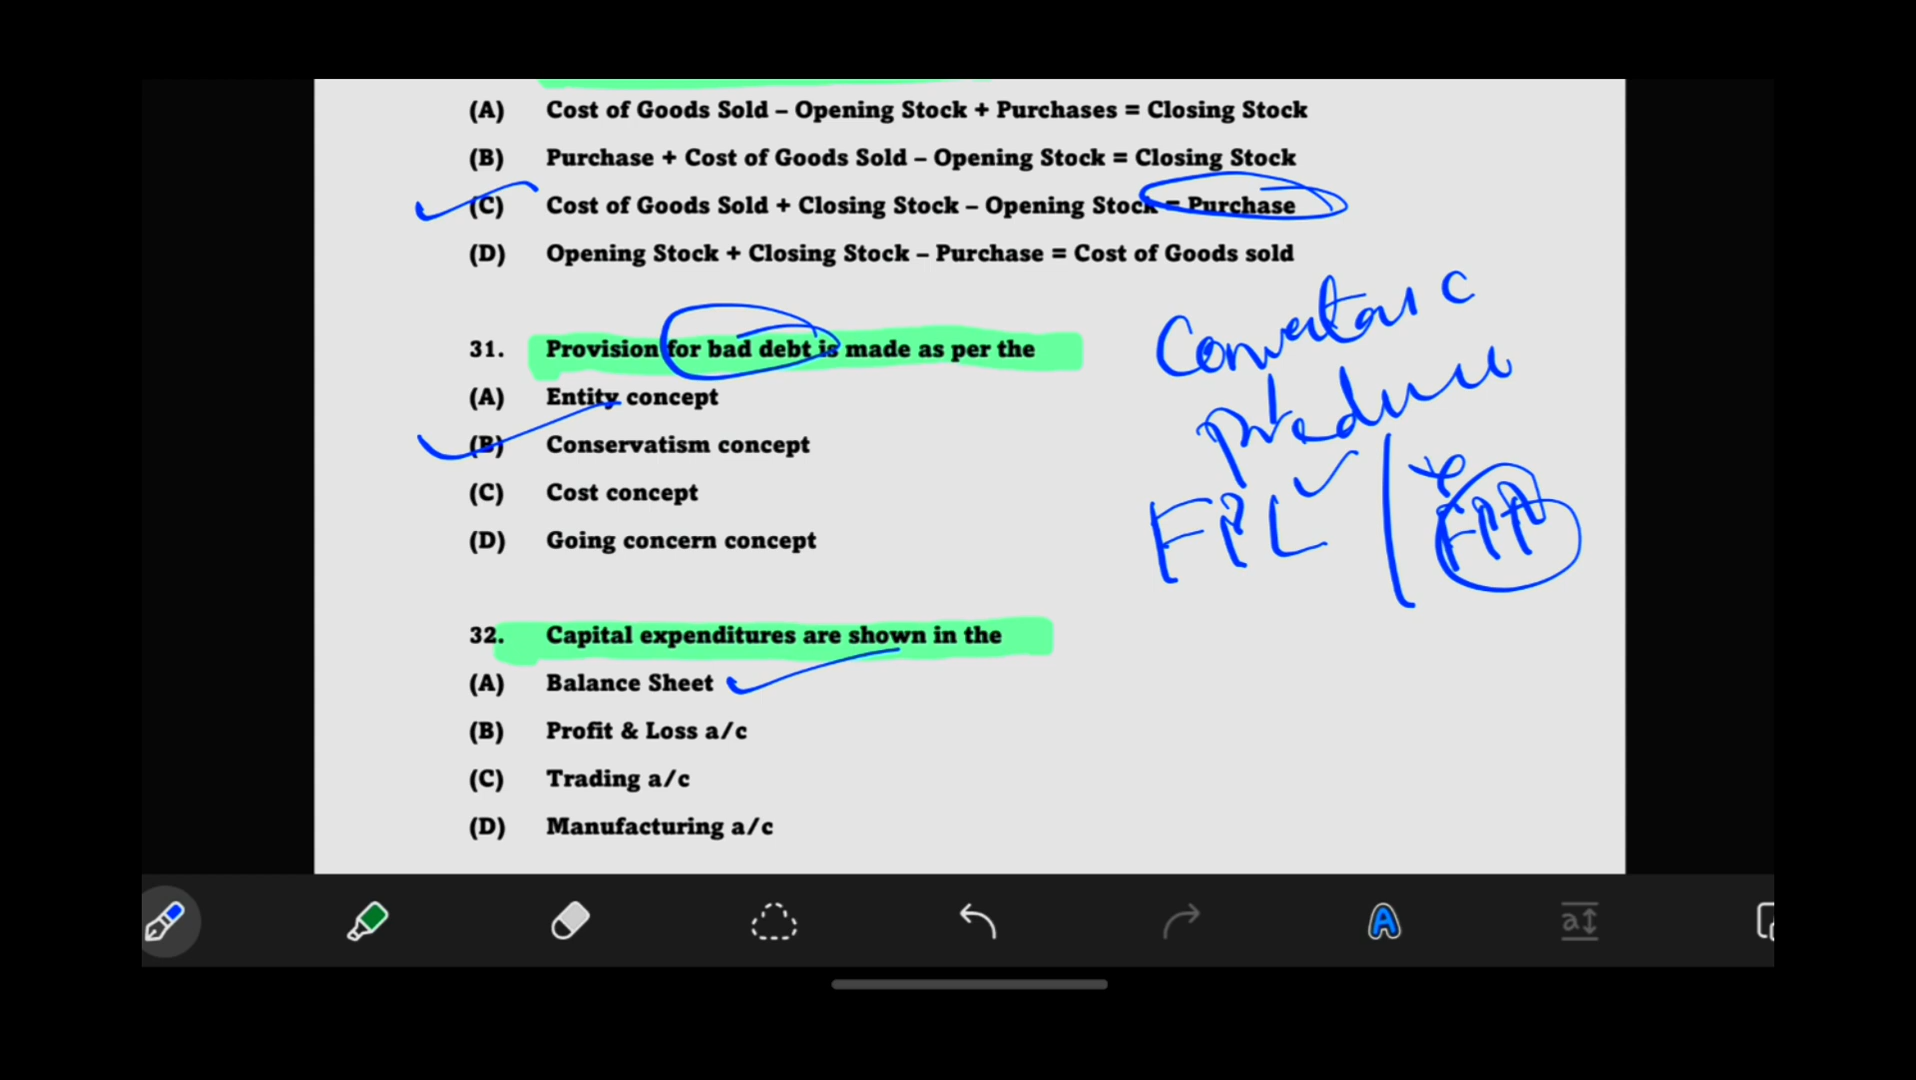 (A) Cost of Goods Sold – Opening Stock + Purchases = Closing Stock
(B) Purchase + Cost of Goods Sold – Opening Stock = Closing Stock
(C) Cost of Goods Sold + Closing Stock – Opening Stock = Purchase
(D) Opening Stock + Closing Stock – Purchase = Cost of Goods sold
31. Provision for bad debt is made as per the
(A) Entity concept
(B) Conservatism concept
(C) Cost concept
(D) Going concern concept
FPL
FPA
32. Capital expenditures are shown in the
(A) Balance Sheet
(B) Profit & Loss a/c
(C) Trading a/c
(D) Manufacturing a/c
A
a